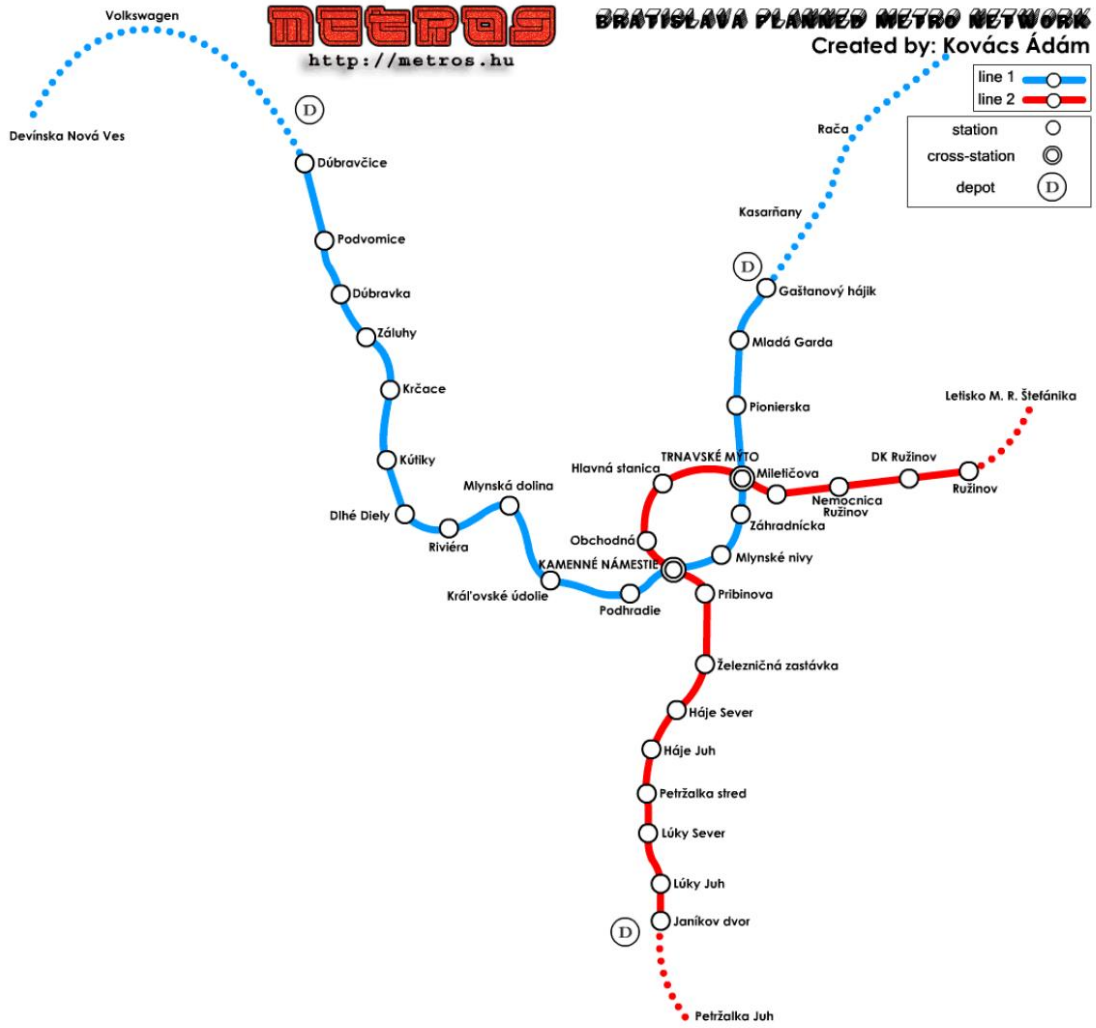 METROS
http://metros.hu
BRATISLAVA PLANNED METRO NETWORK
Created by: Kovács Ádám
line 1
line 2
station
cross-station
D
depot
Volkswagen
Devínska Nová Ves
D
Dúbravčice
Podvornice
Dúbravka
Záluhy
Krčace
Kútiky
Dlhé Diely
Riviéra
Mlynská dolina
Kráľovské údolie
Podhradie
KAMENNÉ NÁMESTIE
Mlynské nivy
Záhradnícka
TRNAVSKÉ MÝTO
Miletičova
Pionierska
Mladá Garda
Gaštanový hájik
D
Kasarňany
Rača
Letisko M. R. Štefánika
Ružinov
DK Ružinov
Nemocnica
Ružinov
Hlavná stanica
Obchodná
Pribinova
Železničná zastávka
Háje Sever
Háje Juh
Petržalka stred
Lúky Sever
Lúky Juh
Janíkov dvor
D
Petržalka Juh